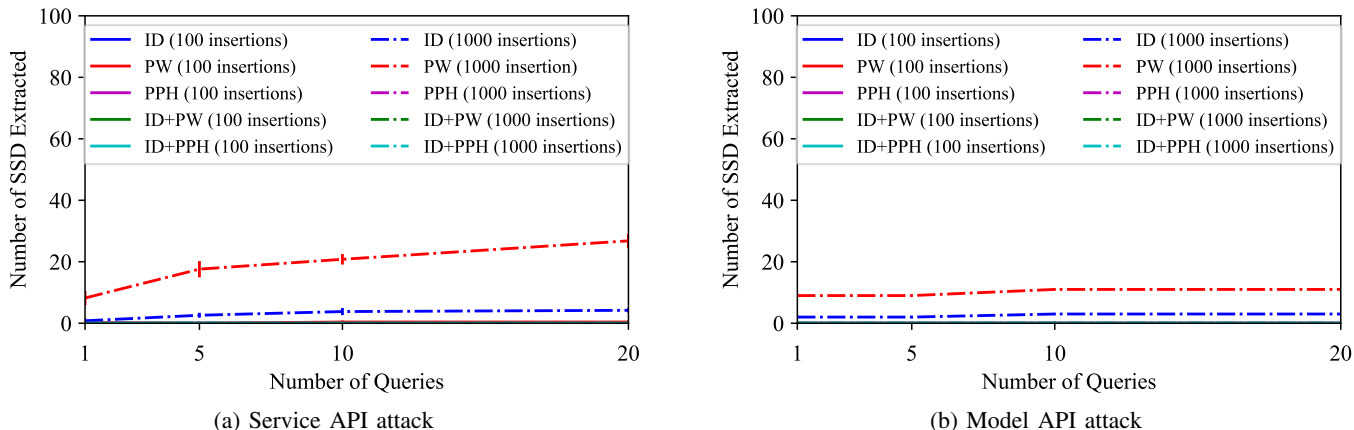 100
80
60
40
20
0
Number of SSD Extracted
ID (100 insertions)
PW (100 insertions)
PPH (100 insertions)
ID+PW (100 insertions)
ID+PPH (100 insertions)
ID (1000 insertions)
PW (1000 insertion)
PPH (1000 insertions)
ID+PW (1000 insertions)
ID+PPH (1000 insertions)
1 5 10 20
Number of Queries
(a) Service API attack
100
80
60
40
20
0
Number of SSD Extracted
ID (100 insertions)
PW (100 insertions)
PPH (100 insertions)
ID+PW (100 insertions)
ID+PPH (100 insertions)
ID (1000 insertions)
PW (1000 insertions)
PPH (1000 insertions)
ID+PW (1000 insertions)
ID+PPH (1000 insertions)
1 5 10 20
Number of Queries
(b) Model API attack